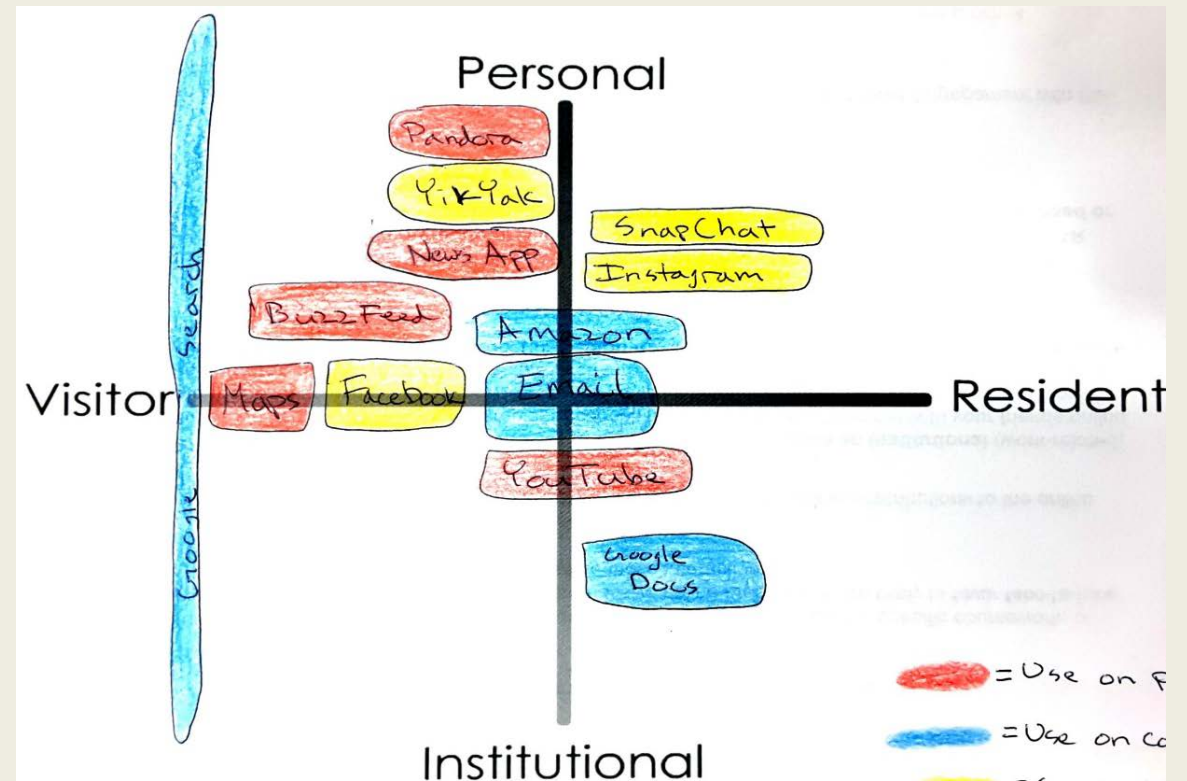 Personal
Pandora
YikYak
SnapChat
News App
Instagram
BuzzFeed
Amazon
Google Search
Visitor
Maps
Facebook
Email
Resident
YouTube
Google
Docs
= Use on
= Use on
Institutional